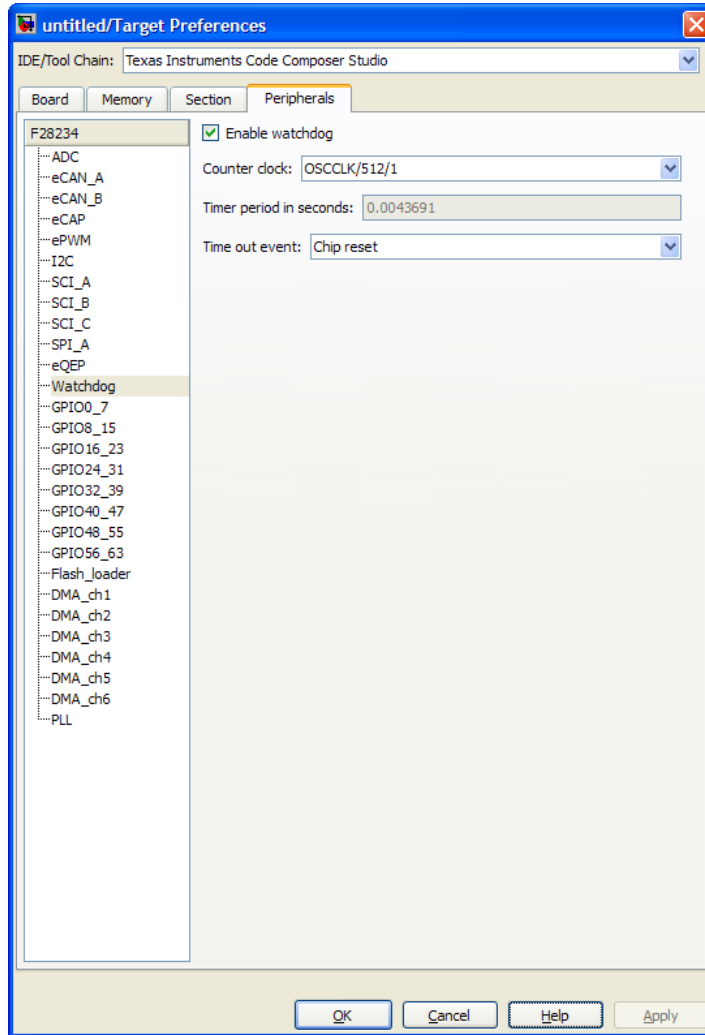 untitled/Target Preferences
IDE/Tool Chain: Texas Instruments Code Composer Studio
Board Memory Section Peripherals
F28234
ADC
eCAN_A
eCAN_B
eCAP
ePWM
I2C
SCI_A
SCI_B
SCI_C
SPI_A
eQEP
Watchdog
GPIO0_7
GPIO8_15
GPIO16_23
GPIO24_31
GPIO32_39
GPIO40_47
GPIO48_55
GPIO56_63
Flash_loader
DMA_ch1
DMA_ch2
DMA_ch3
DMA_ch4
DMA_ch5
DMA_ch6
PLL
Enable watchdog
Counter clock: OSCCLK/512/1
Timer period in seconds: 0.0043691
Time out event: Chip reset
OK Cancel Help Apply